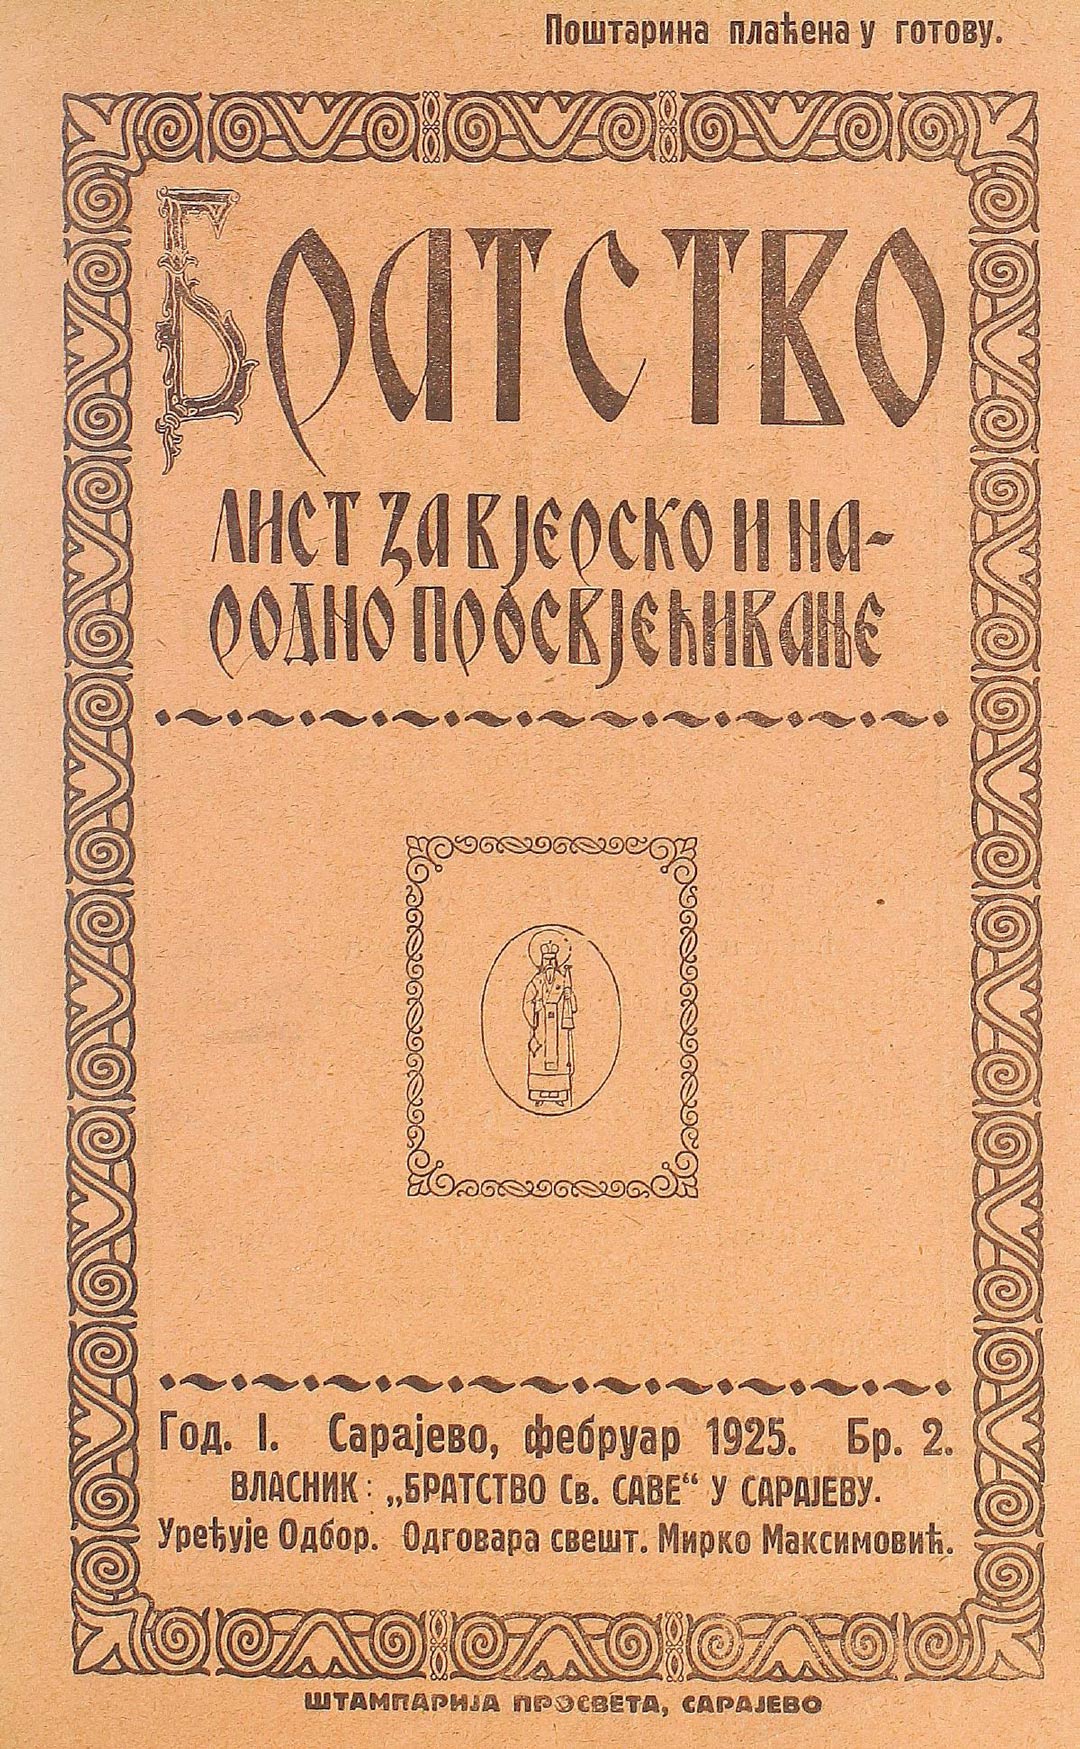 Поштарина плаћена у готову.
Братство
лист за вјерско и на-
родно просвјећивање
Год. I. Сарајево, фебруар 1925. Бр. 2.
ВЛАСНИК: „БРАТСТВО Св. САВЕ“ У САРАЈЕВУ.
Уређује Одбор. Одговара свешт. Мирко Максимовић.
ШТАМПАРИЈА ПРОСВЕТА, САРАЈЕВО